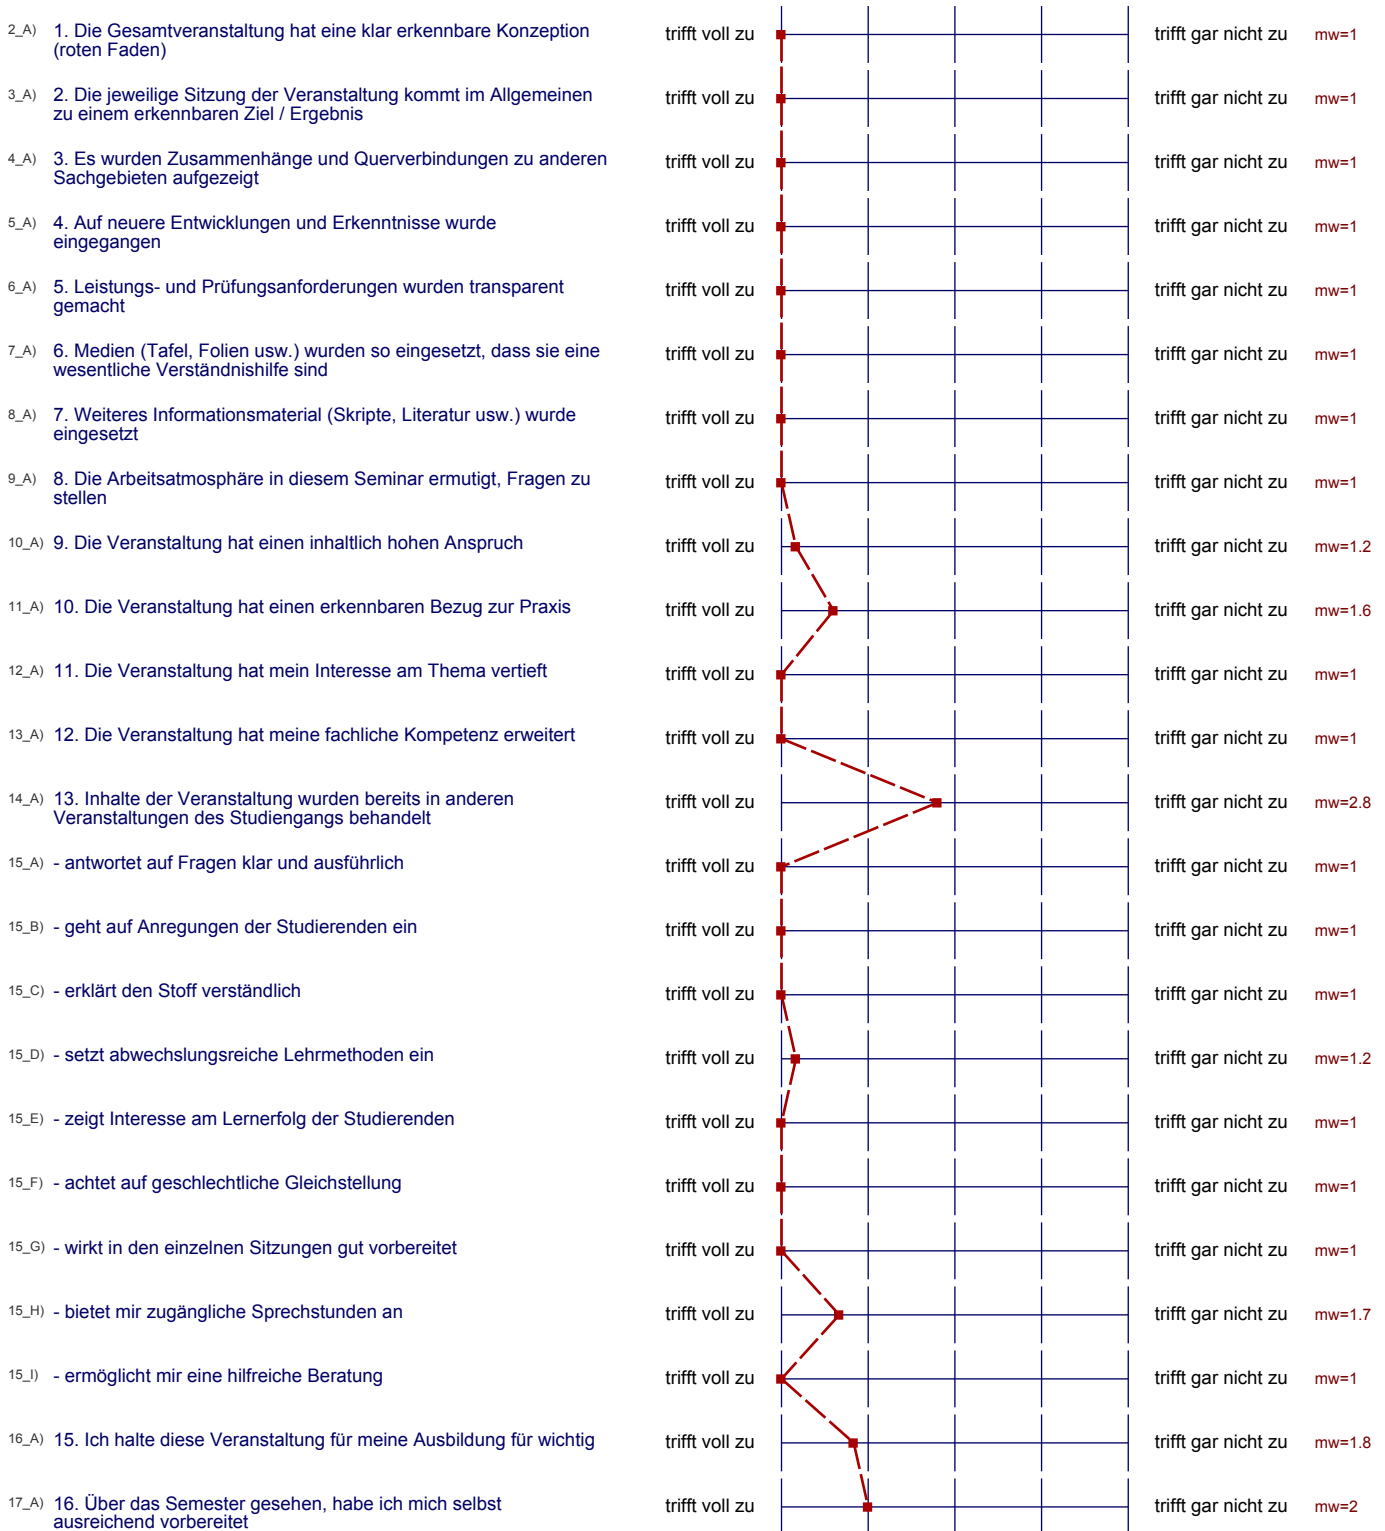 2_A) 1. Die Gesamtveranstaltung hat eine klar erkennbare Konzeption trifft voll zu trifft gar nicht zu mw=1
(roten Faden)
3_A) 2. Die jeweilige Sitzung der Veranstaltung kommt im Allgemeinen trifft voll zu trifft gar nicht zu mw=1
zu einem erkennbaren Ziel / Ergebnis
4_A) 3. Es wurden Zusammenhänge und Querverbindungen zu anderen trifft voll zu trifft gar nicht zu mw=1
Sachgebieten aufgezeigt
5_A) 4. Auf neuere Entwicklungen und Erkenntnisse wurde trifft voll zu trifft gar nicht zu mw=1
eingegangen
6_A) 5. Leistungs- und Prüfungsanforderungen wurden transparent trifft voll zu trifft gar nicht zu mw=1
gemacht
7_A) 6. Medien (Tafel, Folien usw.) wurden so eingesetzt, dass sie eine trifft voll zu trifft gar nicht zu mw=1
wesentliche Verständnishilfe sind
8_A) 7. Weiteres Informationsmaterial (Skripte, Literatur usw.) wurde trifft voll zu trifft gar nicht zu mw=1
eingesetzt
9_A) 8. Die Arbeitsatmosphäre in diesem Seminar ermutigt, Fragen zu trifft voll zu trifft gar nicht zu mw=1
stellen
10_A) 9. Die Veranstaltung hat einen inhaltlich hohen Anspruch trifft voll zu trifft gar nicht zu mw=1.2
11_A) 10. Die Veranstaltung hat einen erkennbaren Bezug zur Praxis trifft voll zu trifft gar nicht zu mw=1.6
12_A) 11. Die Veranstaltung hat mein Interesse am Thema vertieft trifft voll zu trifft gar nicht zu mw=1
13_A) 12. Die Veranstaltung hat meine fachliche Kompetenz erweitert trifft voll zu trifft gar nicht zu mw=1
14_A) 13. Inhalte der Veranstaltung wurden bereits in anderen trifft voll zu trifft gar nicht zu mw=2.8
Veranstaltungen des Studiengangs behandelt
15_A) - antwortet auf Fragen klar und ausführlich trifft voll zu trifft gar nicht zu mw=1
15_B) - geht auf Anregungen der Studierenden ein trifft voll zu trifft gar nicht zu mw=1
15_C) - erklärt den Stoff verständlich trifft voll zu trifft gar nicht zu mw=1
15_D) - setzt abwechslungsreiche Lehrmethoden ein trifft voll zu trifft gar nicht zu mw=1.2
15_E) - zeigt Interesse am Lernerfolg der Studierenden trifft voll zu trifft gar nicht zu mw=1
15_F) - achtet auf geschlechtliche Gleichstellung trifft voll zu trifft gar nicht zu mw=1
15_G) - wirkt in den einzelnen Sitzungen gut vorbereitet trifft voll zu trifft gar nicht zu mw=1
15_H) - bietet mir zugängliche Sprechstunden an trifft voll zu trifft gar nicht zu mw=1.7
15_I) - ermöglicht mir eine hilfreiche Beratung trifft voll zu trifft gar nicht zu mw=1
16_A) 15. Ich halte diese Veranstaltung für meine Ausbildung für wichtig trifft voll zu trifft gar nicht zu mw=1.8
17_A) 16. Über das Semester gesehen, habe ich mich selbst trifft voll zu trifft gar nicht zu mw=2
ausreichend vorbereitet